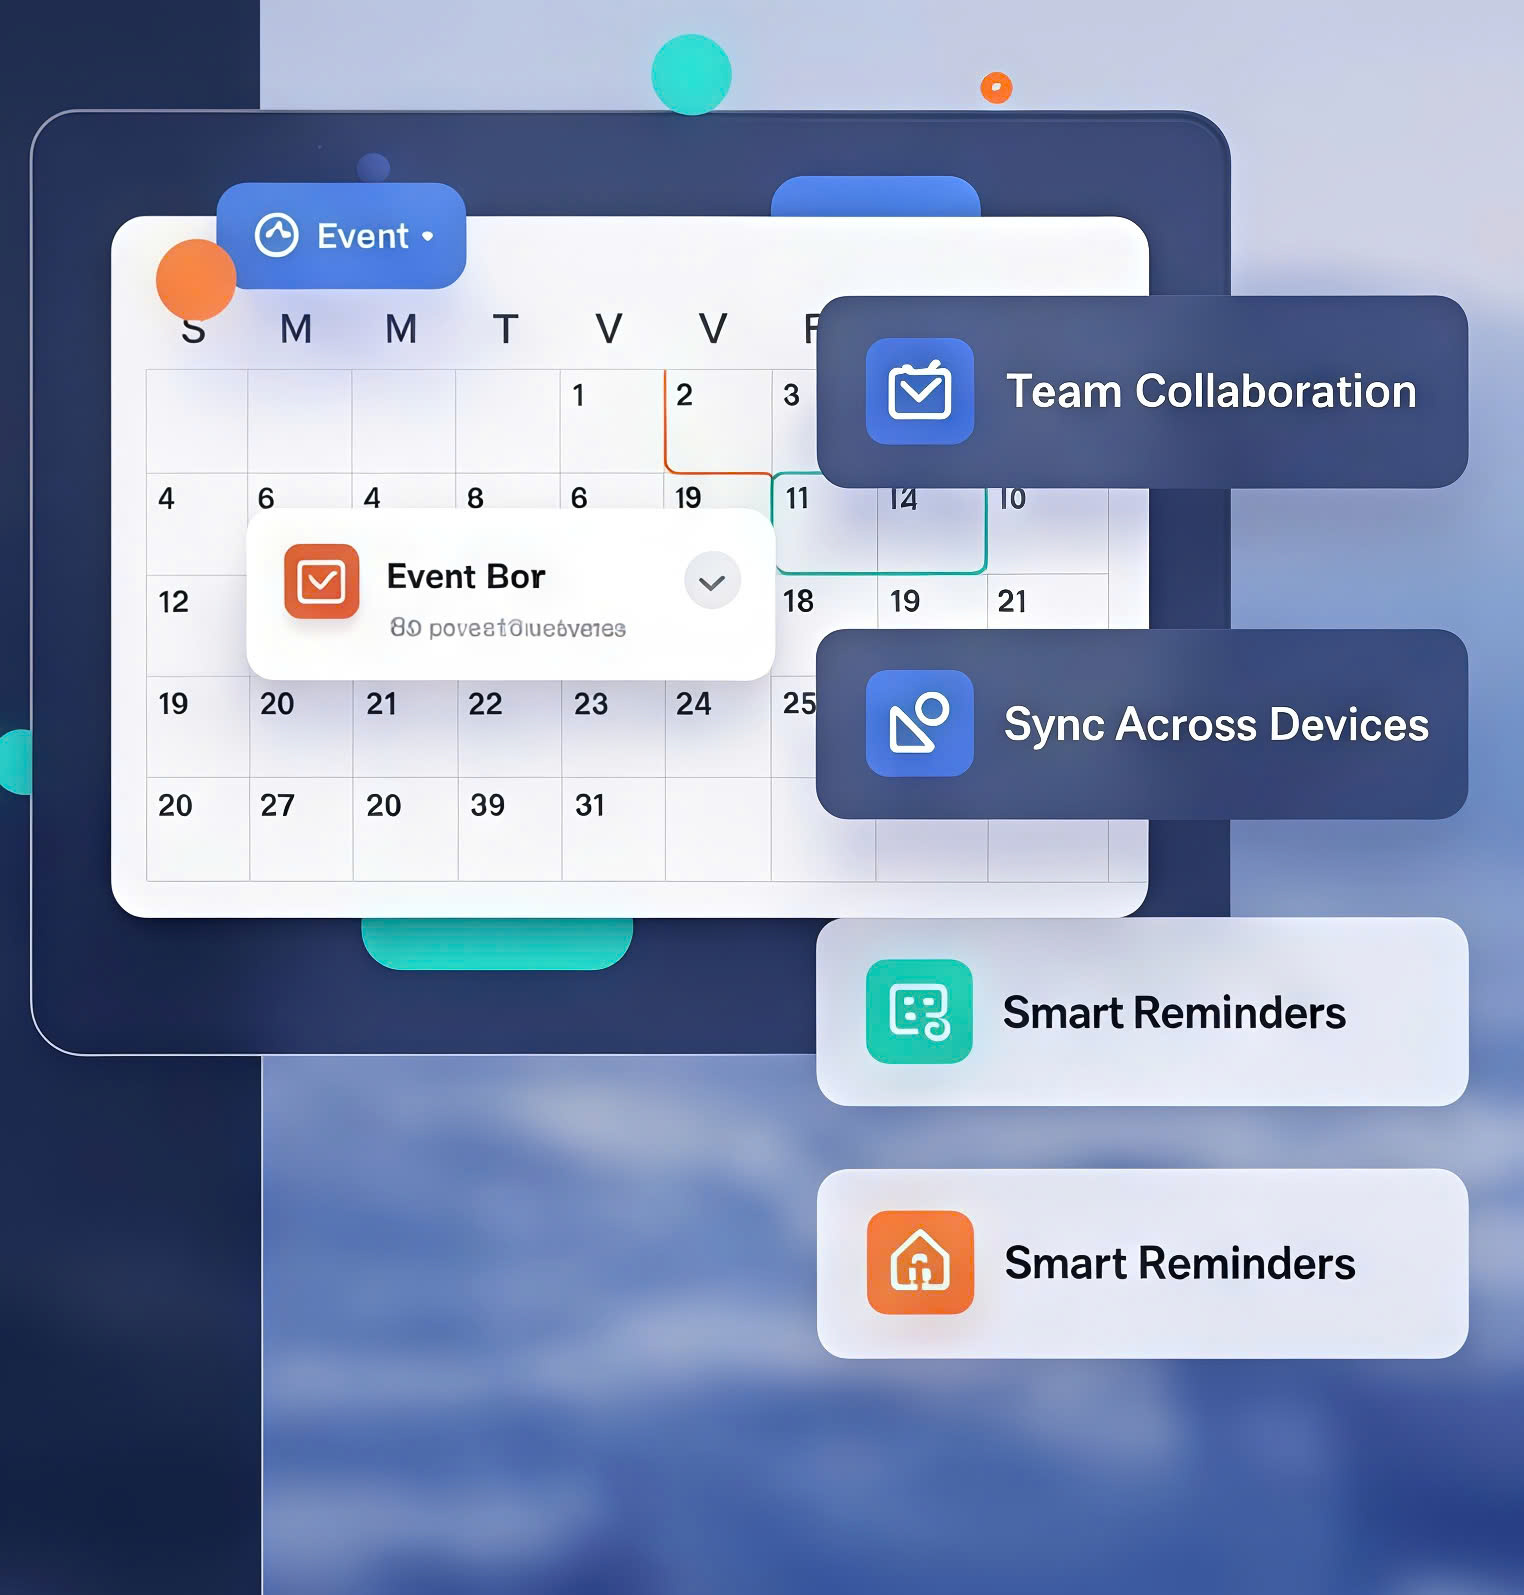 Event •
S M M T V V F
1 2 3
4 6 4 8 6 19 11 14 10
12 18 19 21
19 20 21 22 23 24 25
20 27 20 39 31
Event Bor
Team Collaboration
Sync Across Devices
Smart Reminders
Smart Reminders